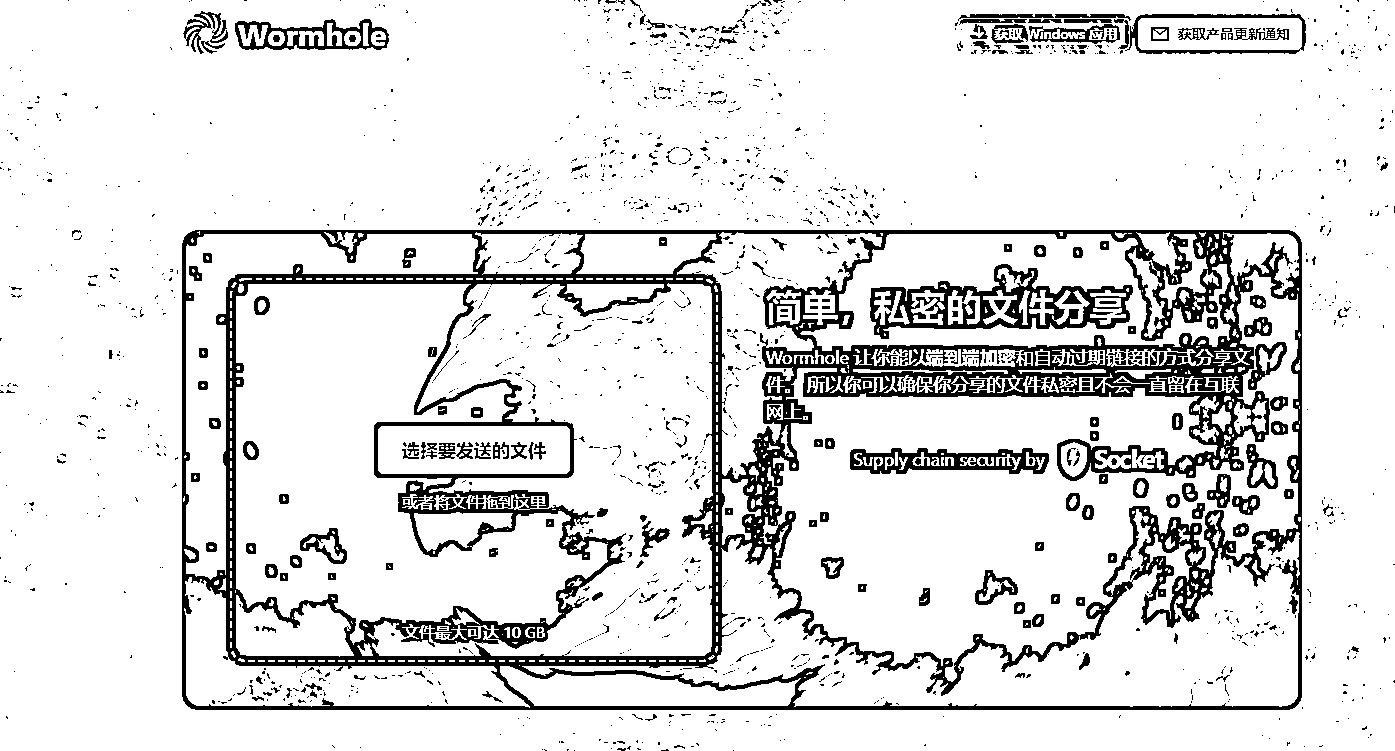 Wormhole
获取 Windows 应用
获取产品更新通知
简单，私密的文件分享
Wormhole 让你能以端到端加密和自动过期链接的方式分享文
件。所以你可以确保你分享的文件私密且不会一直留在互联
网上。
选择要发送的文件
Supply chain security by Socket
或者将文件拖到这里
文件最大可达 10 GB